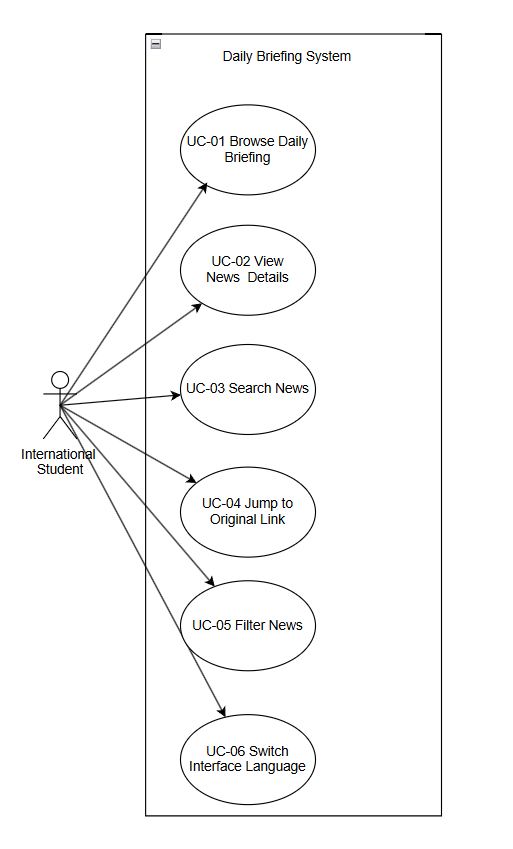 Daily Briefing System
UC-01 Browse Daily
Briefing
UC-02 View
News  Details
UC-03 Search News
International
Student
UC-04 Jump to
Original Link
UC-05 Filter News
UC-06 Switch
Interface Language